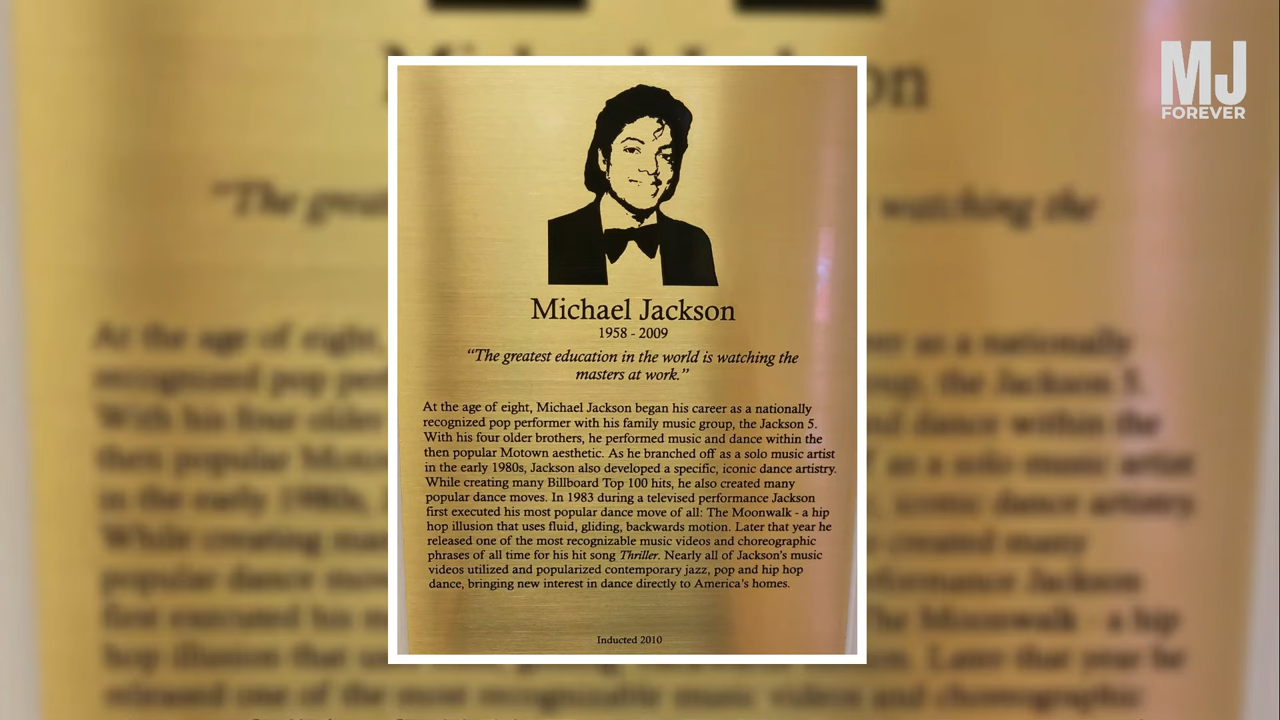 MJ
FOREVER
Michael Jackson
1958 - 2009
“The greatest education in the world is watching the
masters at work.”
At the age of eight, Michael Jackson began his career as a nationally
recognized pop performer with his family music group, the Jackson 5.
With his four older brothers, he performed music and dance within the
then popular Motown aesthetic. As he branched off as a solo music artist
in the early 1980s, Jackson also developed a specific, iconic dance artistry.
While creating many Billboard Top 100 hits, he also created many
popular dance moves. In 1983 during a televised performance Jackson
first executed his most popular dance move of all: The Moonwalk - a hip
hop illusion that uses fluid, gliding, backwards motion. Later that year he
released one of the most recognizable music videos and choreographic
phrases of all time for his hit song Thriller. Nearly all of Jackson’s music
videos utilized and popularized contemporary jazz, pop and hip hop
dance, bringing new interest in dance directly to America’s homes.
Inducted 2010